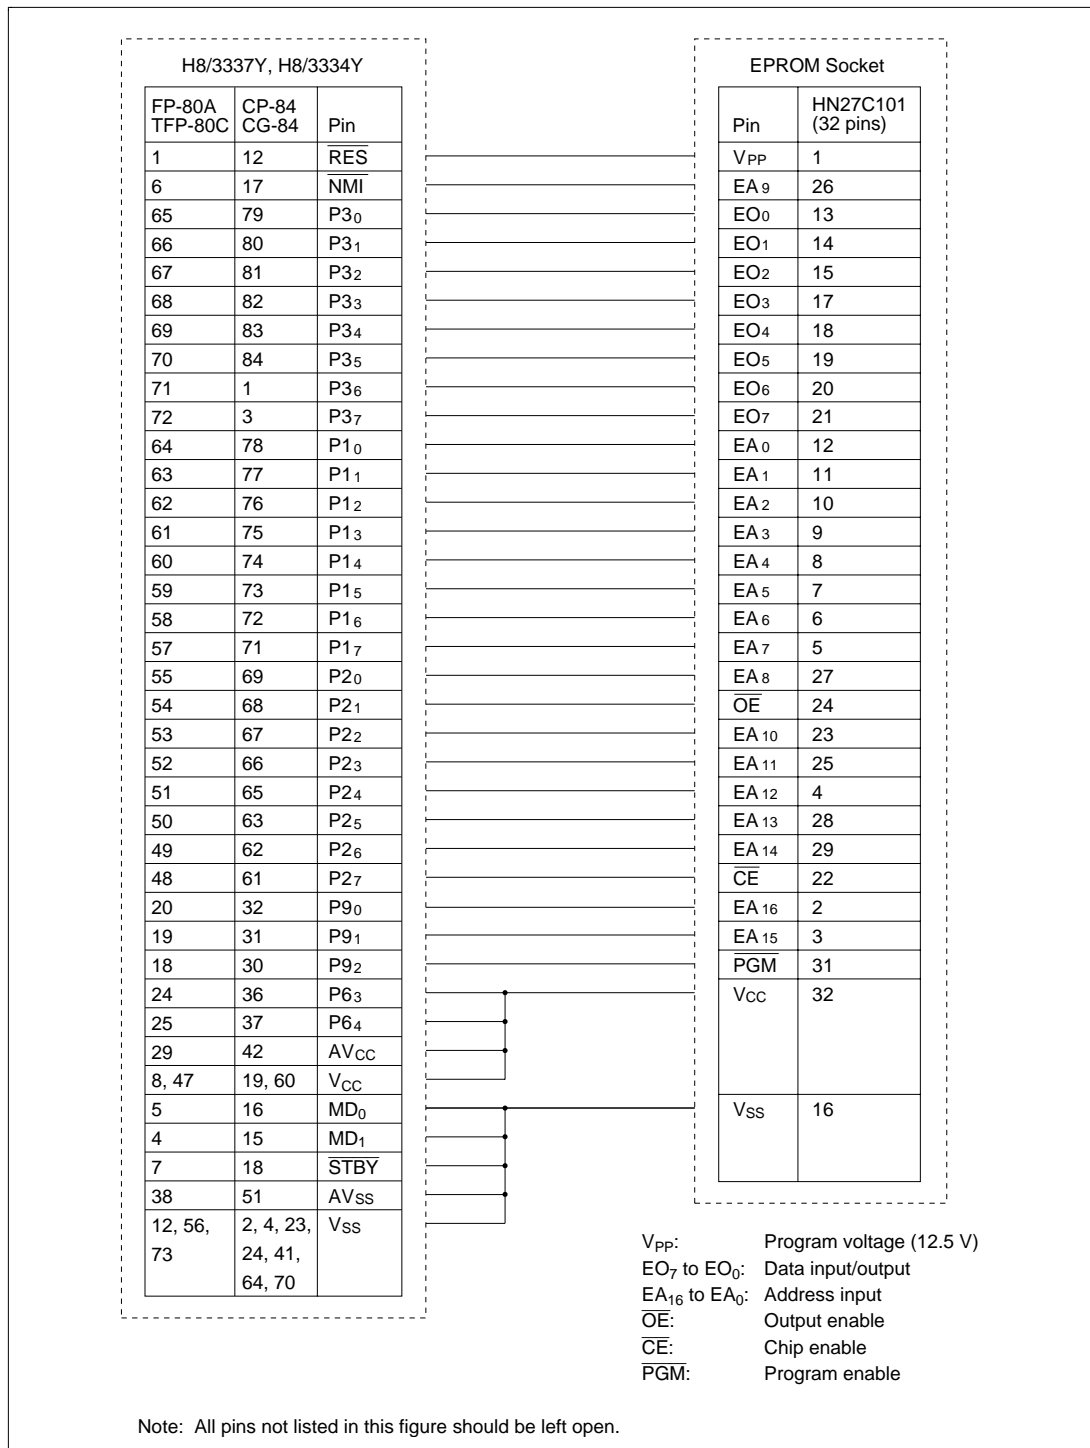 H8/3337Y, H8/3334Y EPROM Socket
FP-80A CP-84 HN27C101
TFP-80C CG-84 Pin Pin (32 pins)
1 12 RES VPP 1
6 17 NMI EA9 26
65 79 P30 EO0 13
66 80 P31 EO1 14
67 81 P32 EO2 15
68 82 P33 EO3 17
69 83 P34 EO4 18
70 84 P35 EO5 19
71 1 P36 EO6 20
72 3 P37 EO7 21
64 78 P10 EA0 12
63 77 P11 EA1 11
62 76 P12 EA2 10
61 75 P13 EA3 9
60 74 P14 EA4 8
59 73 P15 EA5 7
58 72 P16 EA6 6
57 71 P17 EA7 5
55 69 P20 EA8 27
54 68 P21 OE 24
53 67 P22 EA10 23
52 66 P23 EA11 25
51 65 P24 EA12 4
50 63 P25 EA13 28
49 62 P26 EA14 29
48 61 P27 CE 22
20 32 P90 EA16 2
19 31 P91 EA15 3
18 30 P92 PGM 31
24 36 P63 VCC 32
25 37 P64
29 42 AVCC
8, 47 19, 60 VCC
5 16 MD0 VSS 16
4 15 MD1
7 18 STBY
38 51 AVSS
12, 56, 2, 4, 23, VSS
73 24, 41,
64, 70
VPP: Program voltage (12.5 V)
EO7 to EO0: Data input/output
EA16 to EA0: Address input
OE: Output enable
CE: Chip enable
PGM: Program enable
Note: All pins not listed in this figure should be left open.